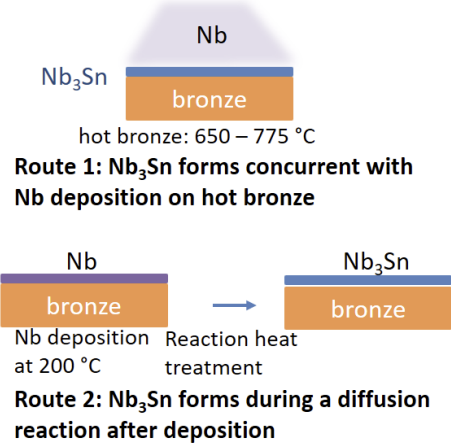 Nb
Nb₃Sn
bronze
hot bronze: 650 – 775 °C
Route 1: Nb₃Sn forms concurrent with
Nb deposition on hot bronze
Nb
Nb₃Sn
bronze
bronze
Nb deposition
at 200 °C
Reaction heat
treatment
Route 2: Nb₃Sn forms during a diffusion
reaction after deposition